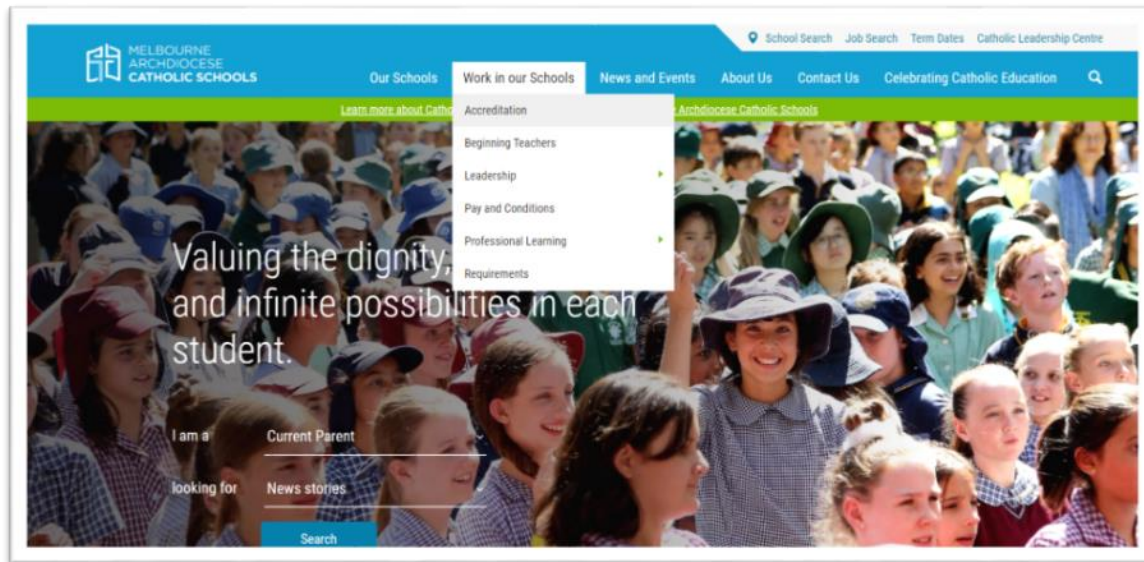 School Search Job Search Term Dates Catholic Leadership Centre
MELBOURNE
ARCHDIOCESE
CATHOLIC SCHOOLS
Our Schools Work in our Schools News and Events About Us Contact Us Celebrating Catholic Education
Learn more about Archdiocese Catholic Schools
Accreditation
Beginning Teachers
Leadership
Pay and Conditions
Professional Learning
Requirements
Valuing the dignity,
and infinite possibilities in each
student.
I am a Current Parent
looking for News stories
Search